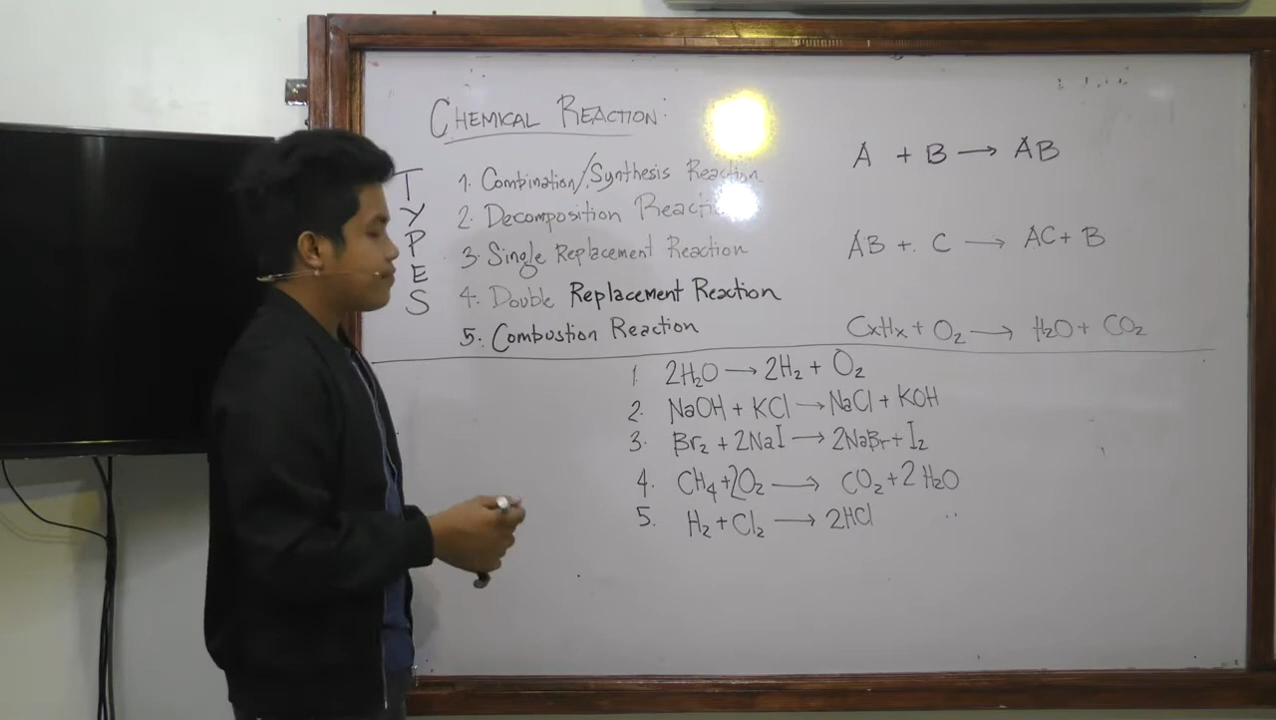 CHEMICAL REACTION:
TYPES
1. Combination/Synthesis Reaction
2. Decomposition Reacti
3. Single Replacement Reaction
4. Double Replacement Reaction
5. Combustion Reaction
A + B → AB
AB + C → AC + B
CxHx + O₂ → H₂O + CO₂
1. 2H₂O → 2H₂ + O₂
2. NaOH + KCl → NaCl + KOH
3. Br₂ + 2NaI → 2NaBr + I₂
4. CH₄ + 2O₂ → CO₂ + 2H₂O
5. H₂ + Cl₂ → 2HCl